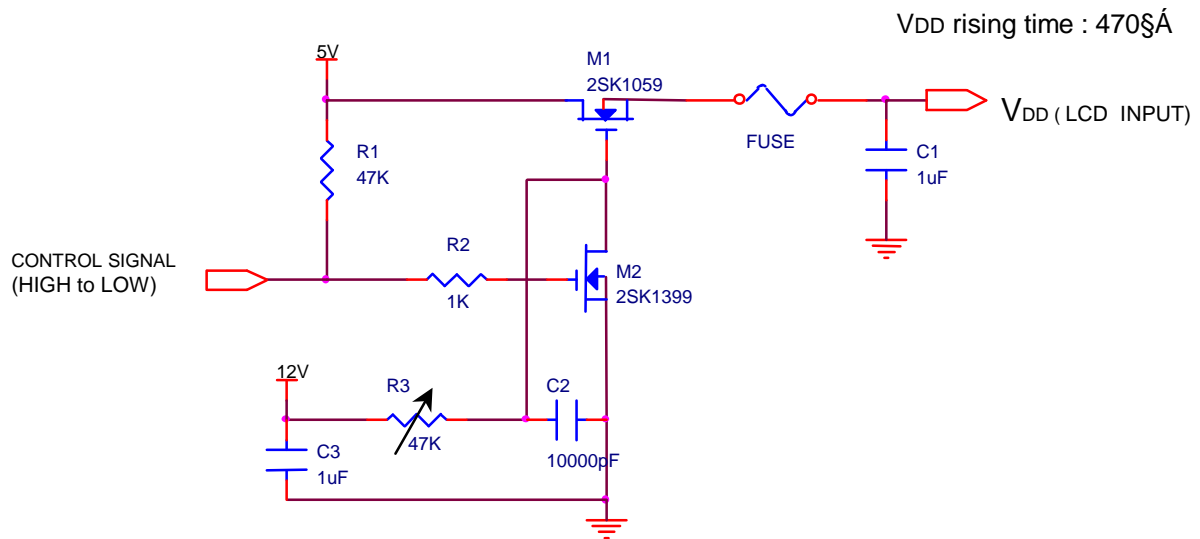 VDD rising time : 470§Á
5V
M1
2SK1059
VDD ( LCD INPUT)
FUSE
R1
47K
C1
1uF
CONTROL SIGNAL
(HIGH to LOW)
R2
1K
M2
2SK1399
12V
R3
47K
C2
10000pF
C3
1uF